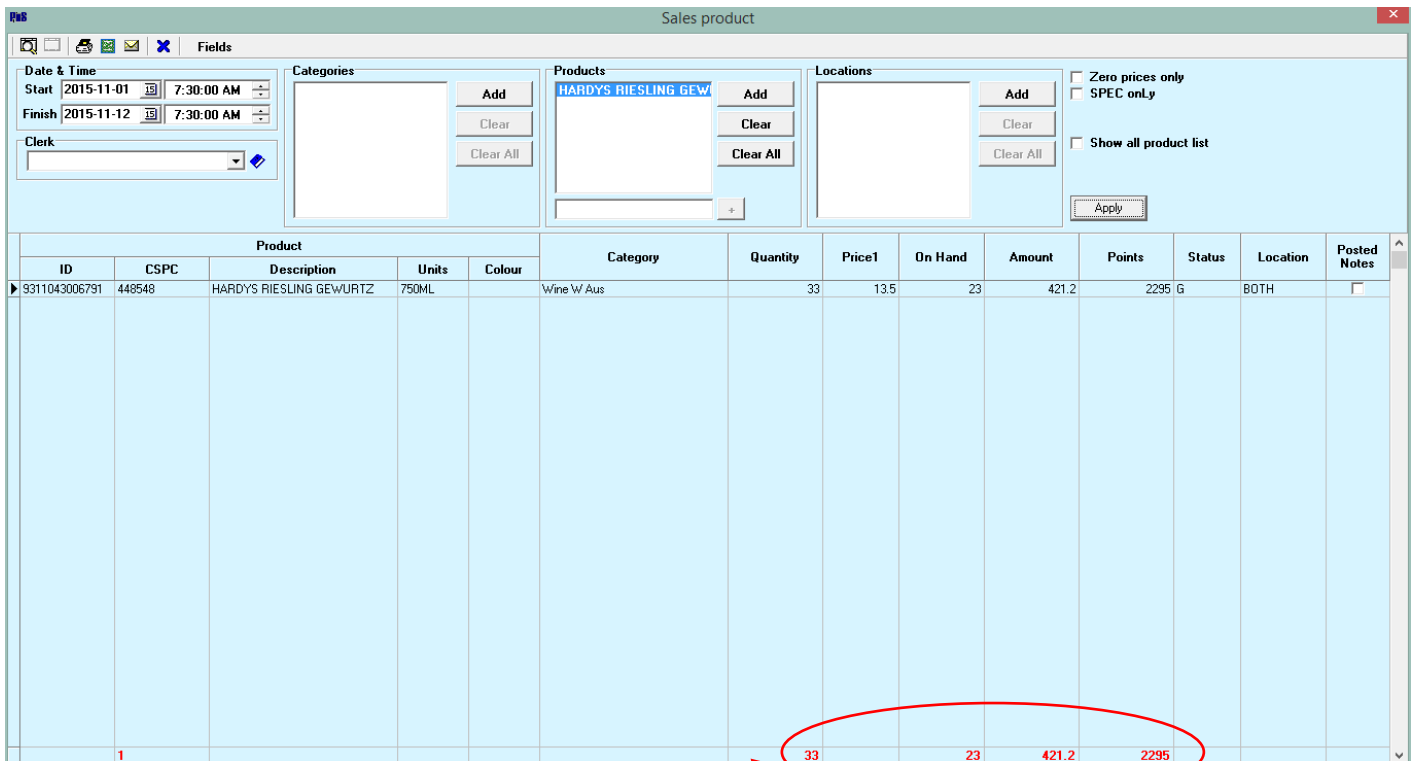 Sales product
Fields
Date & Time
Start 2015-11-01 15 7:30:00 AM
Finish 2015-11-12 15 7:30:00 AM
Clerk
Categories
Add
Clear
Clear All
Products
HARDYS RIESLING GEW
Add
Clear
Clear All
+
Locations
Add
Clear
Clear All
Zero prices only
SPEC onLy
Show all product list
Apply
Product Category Quantity Price1 On Hand Amount Points Status Location Posted Notes
ID CSPC Description Units Colour
9311043006791 448548 HARDYS RIESLING GEWURTZ 750ML Wine W Aus 33 13.5 23 421.2 2295 G BOTH
1 33 23 421.2 2295